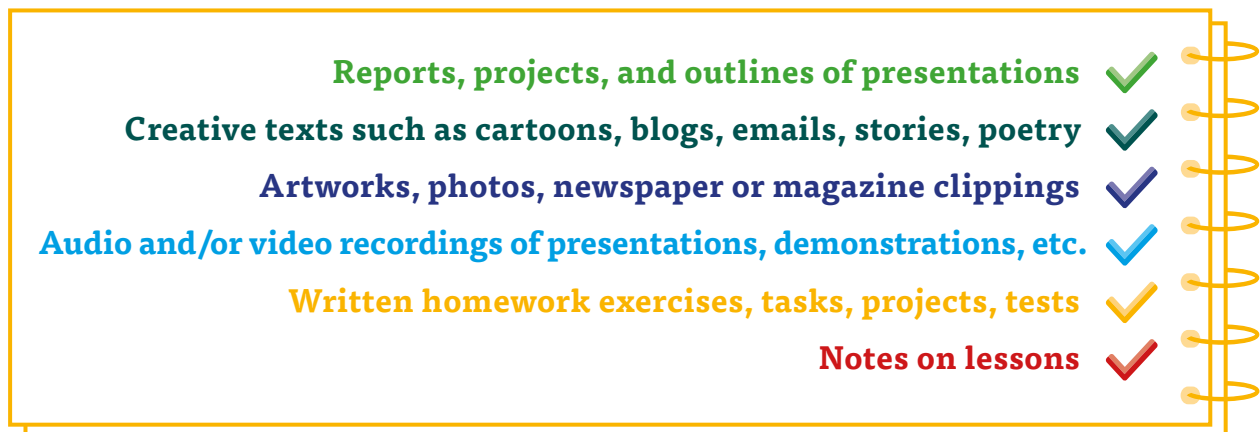 Reports, projects, and outlines of presentations
Creative texts such as cartoons, blogs, emails, stories, poetry
Artworks, photos, newspaper or magazine clippings
Audio and/or video recordings of presentations, demonstrations, etc.
Written homework exercises, tasks, projects, tests
Notes on lessons